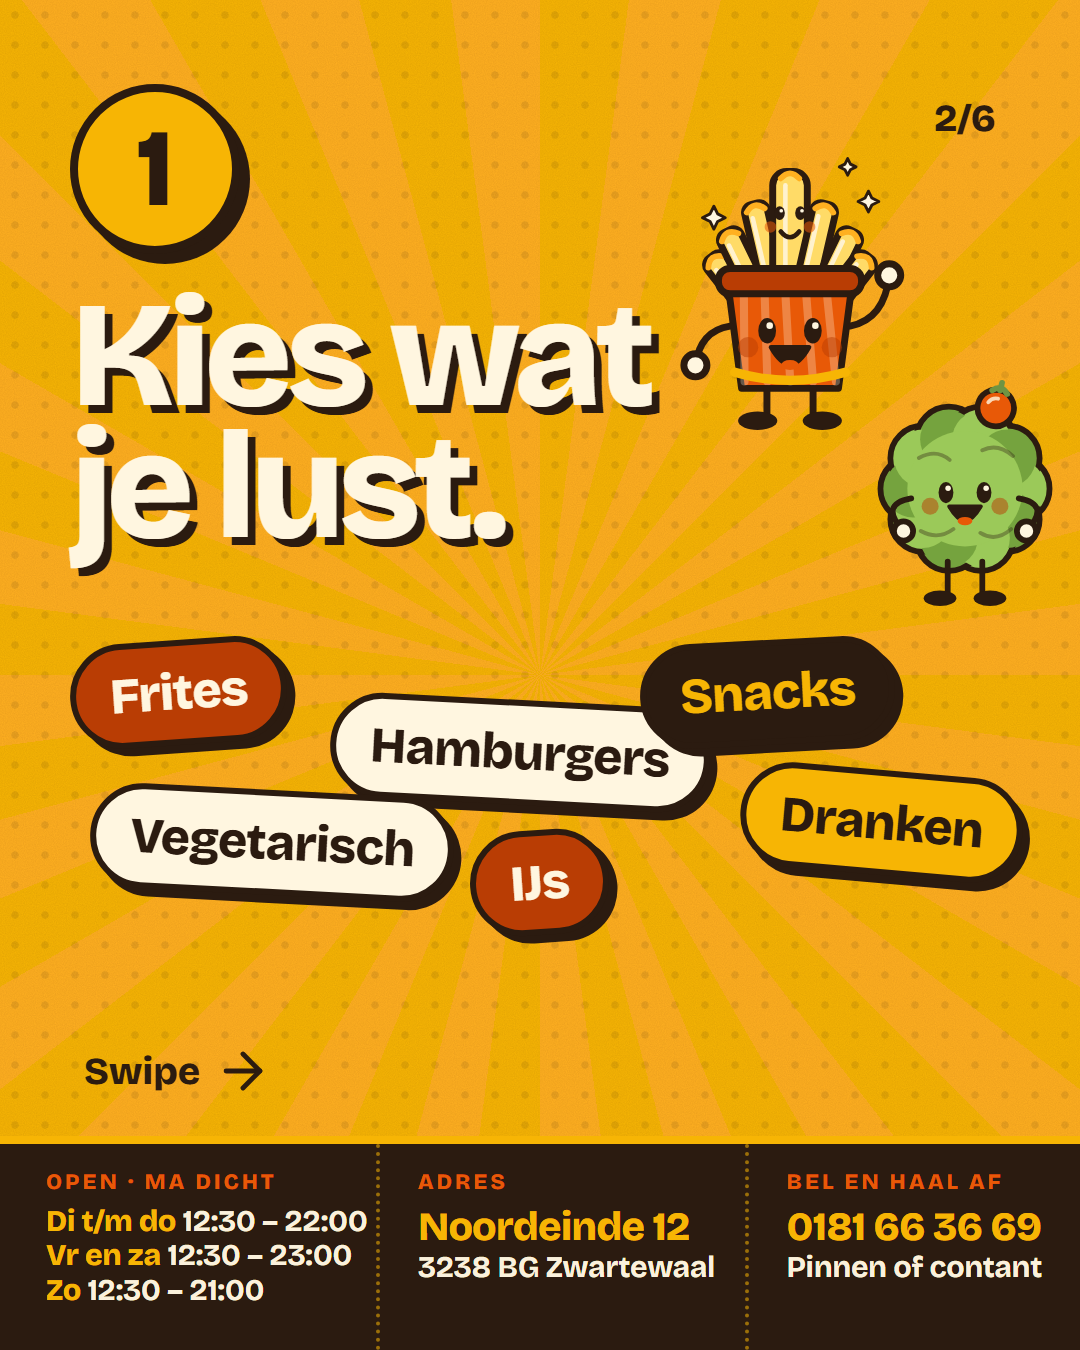 1
2/6
Kies wat
je lust.
Frites
Hamburgers
Snacks
Vegetarisch
IJs
Dranken
Swipe →
OPEN · MA DICHT
Di t/m do 12:30 – 22:00
Vr en za 12:30 – 23:00
Zo 12:30 – 21:00
ADRES
Noordeinde 12
3238 BG Zwartewaal
BEL EN HAAL AF
0181 66 36 69
Pinnen of contant